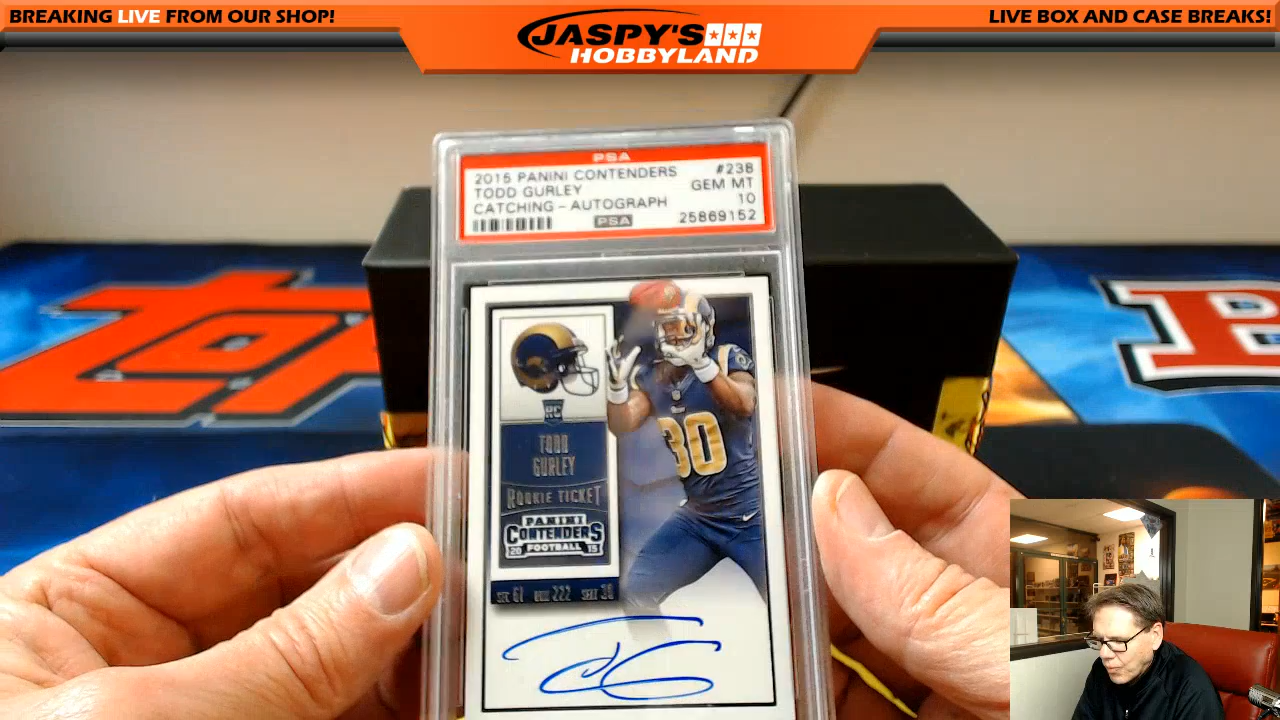 BREAKING LIVE FROM OUR SHOP!
JASPY'S
HOBBYLAND
LIVE BOX AND CASE BREAKS!
PSA
2015 PANINI CONTENDERS #238
TODD GURLEY GEM MT
CATCHING - AUTOGRAPH 10
PSA 25869152
RC
TODD
GURLEY
ROOKIE TICKET
PANINI
CONTENDERS
20 FOOTBALL 15
SEC 61 ROW 222 SEAT 30
30
30